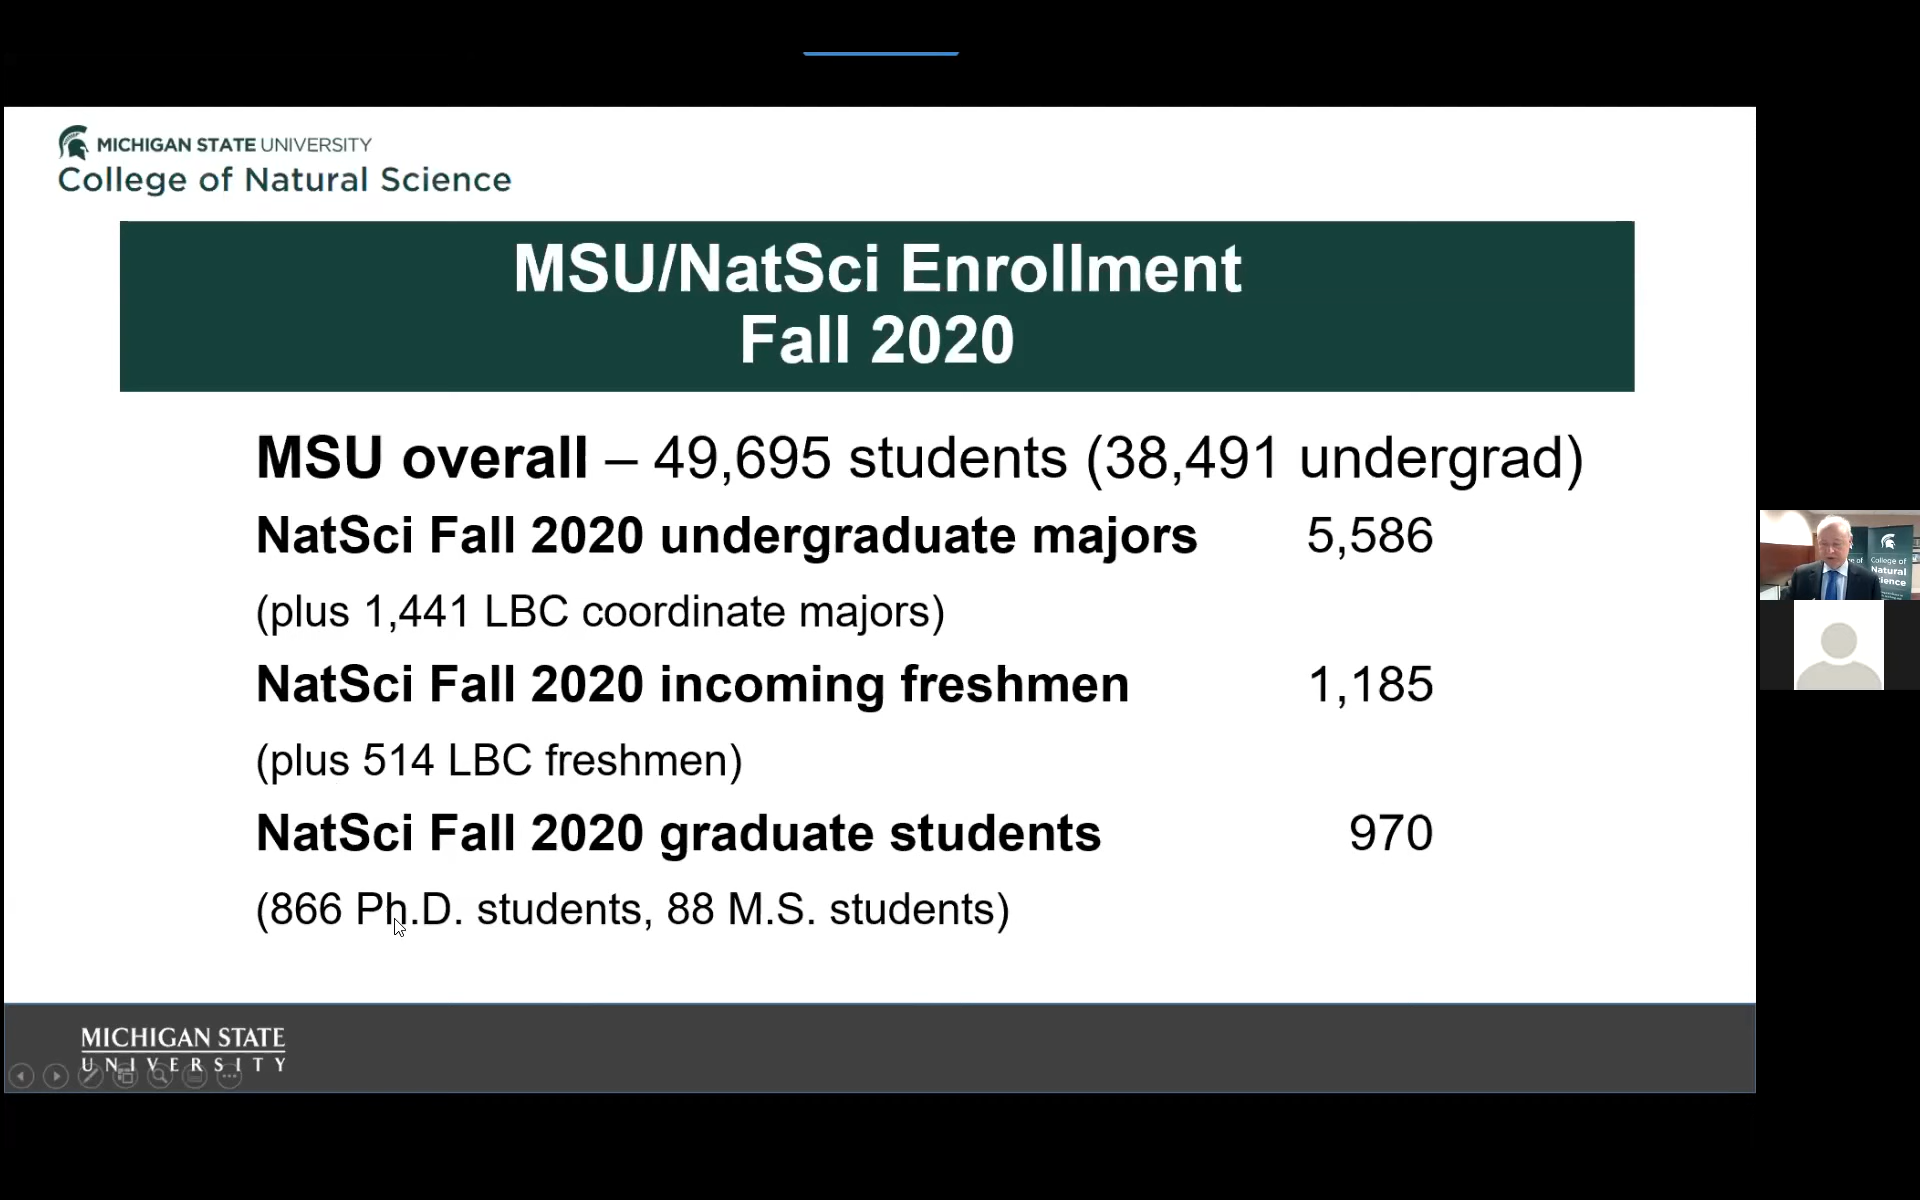 MICHIGAN STATE UNIVERSITY
College of Natural Science
MSU/NatSci Enrollment
Fall 2020
MSU overall – 49,695 students (38,491 undergrad)
NatSci Fall 2020 undergraduate majors 5,586
(plus 1,441 LBC coordinate majors)
NatSci Fall 2020 incoming freshmen 1,185
(plus 514 LBC freshmen)
NatSci Fall 2020 graduate students 970
(866 Ph.D. students, 88 M.S. students)
College of
Natural
MICHIGAN STATE
UNIVERSITY